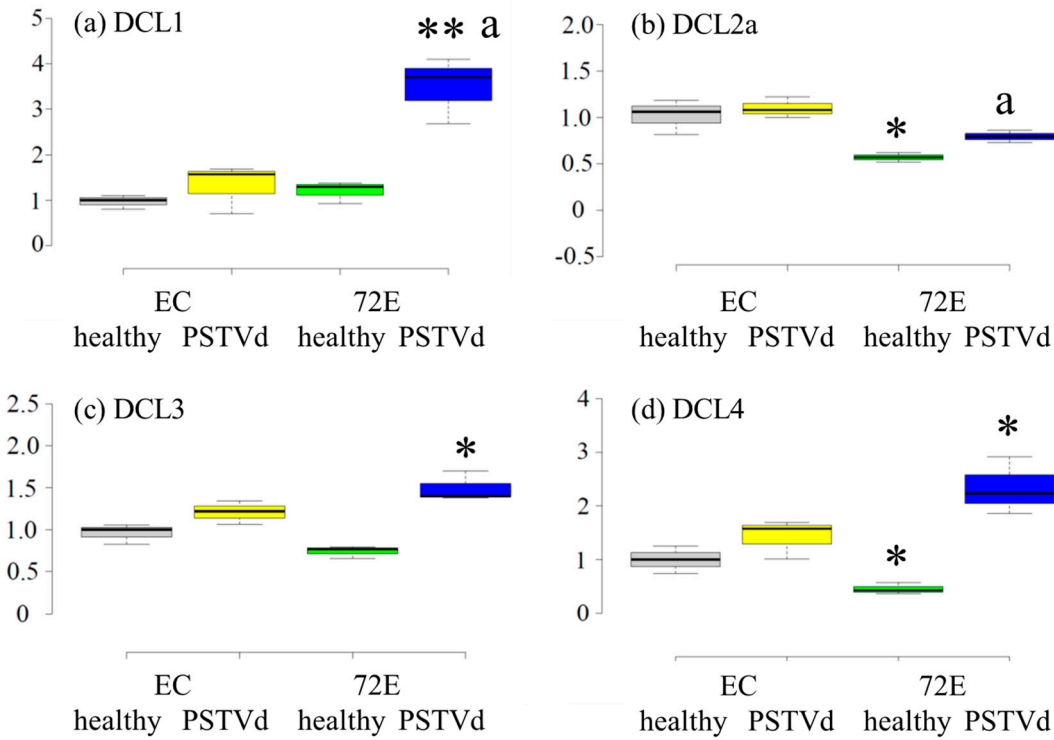 (a) DCL1
** a
5
4
3
2
1
0
EC 72E
healthy PSTVd healthy PSTVd
(b) DCL2a
2.0
1.5
1.0
0.5
0
-0.5
* a
EC 72E
healthy PSTVd healthy PSTVd
(c) DCL3
2.5
2.0
1.5
1.0
0.5
0
*
EC 72E
healthy PSTVd healthy PSTVd
(d) DCL4
4
3
2
1
0
* *
EC 72E
healthy PSTVd healthy PSTVd